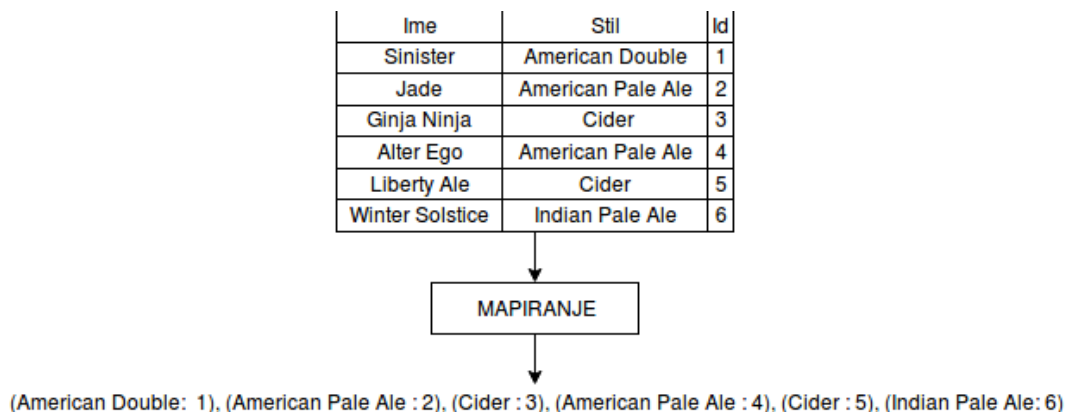 Ime Stil Id
Sinister American Double 1
Jade American Pale Ale 2
Ginja Ninja Cider 3
Alter Ego American Pale Ale 4
Liberty Ale Cider 5
Winter Solstice Indian Pale Ale 6
MAPIRANJE
(American Double: 1), (American Pale Ale : 2), (Cider : 3), (American Pale Ale : 4), (Cider : 5), (Indian Pale Ale: 6)